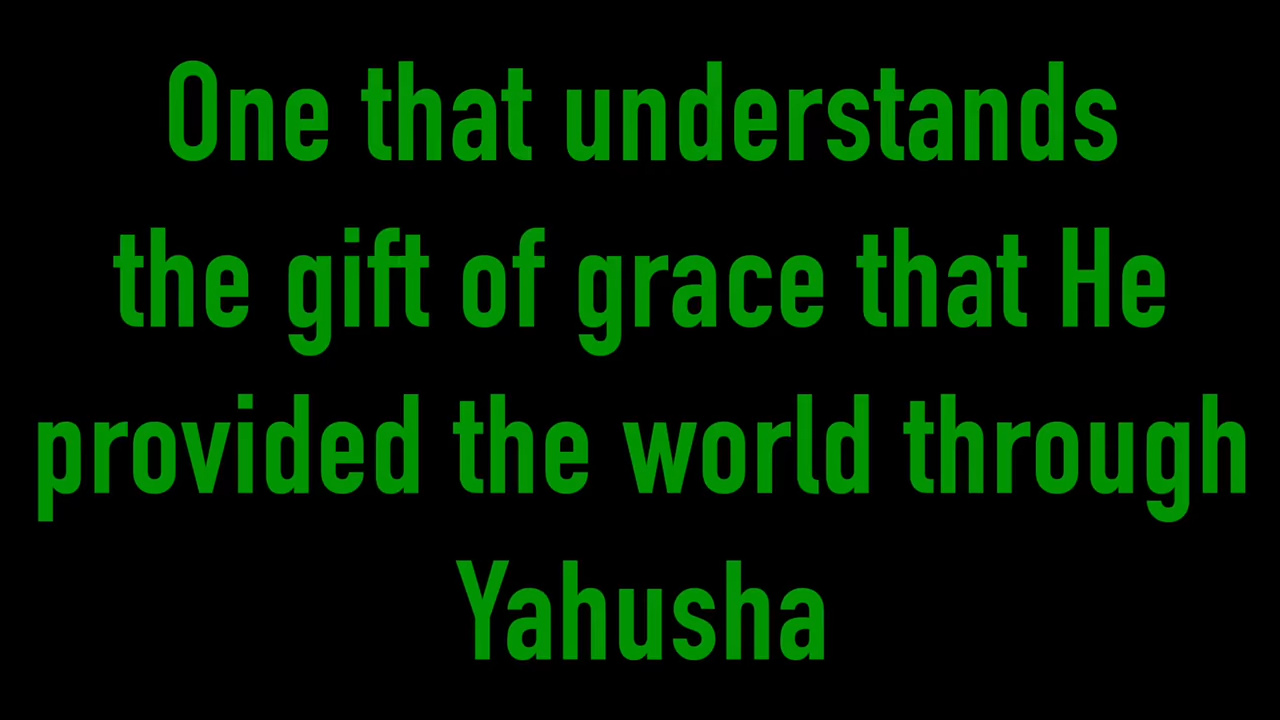 One that understands
the gift of grace that He
provided the world through
Yahusha